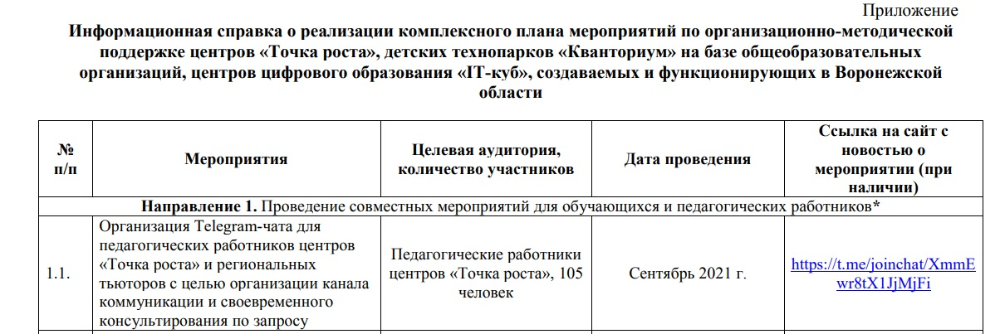 Приложение
Информационная справка о реализации комплексного плана мероприятий по организационно-методической
поддержке центров «Точка роста», детских технопарков «Кванториум» на базе общеобразовательных
организаций, центров цифрового образования «IT-куб», создаваемых и функционирующих в Воронежской
области
№
п/п
Мероприятия
Целевая аудитория,
количество участников
Дата проведения
Ссылка на сайт с
новостью о
мероприятии (при
наличии)
Направление 1. Проведение совместных мероприятий для обучающихся и педагогических работников*
1.1.
Организация Telegram-чата для
педагогических работников центров
«Точка роста» и региональных
тьюторов с целью организации канала
коммуникации и своевременного
консультирования по запросу
Педагогические работники
центров «Точка роста», 105
человек
Сентябрь 2021 г.
https://t.me/joinchat/XmmE
wr8tX1JjMjFi